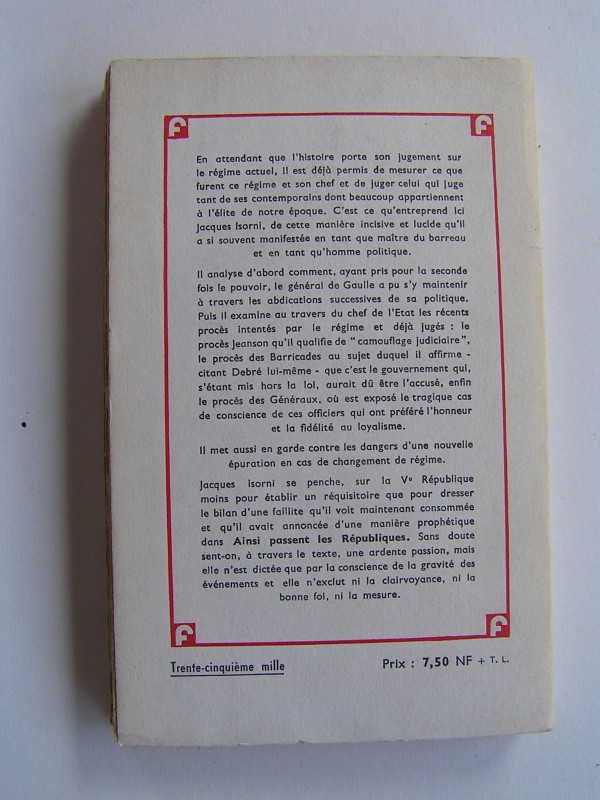 F F
En attendant que l'histoire porte son jugement sur
le régime actuel, il est déjà permis de mesurer ce que
furent ce régime et son chef et de juger celui qui juge
tant de ses contemporains dont beaucoup appartiennent
à l'élite de notre époque. C'est ce qu'entreprend ici
Jacques Isorni, de cette manière incisive et lucide qu'il
a si souvent manifestée en tant que maître du barreau
et en tant qu'homme politique.
Il analyse d'abord comment, ayant pris pour la seconde
fois le pouvoir, le général de Gaulle a pu s'y maintenir
à travers les abdications successives de sa politique.
Puis il examine au travers du chef de l'Etat les récents
procès intentés par le régime et déjà jugés : le
procès Jeanson qu'il qualifie de "camouflage judiciaire",
le procès des Barricades au sujet duquel il affirme -
citant Debré lui-même - que c'est le gouvernement qui,
s'étant mis hors la loi, aurait dû être l'accusé, enfin
le procès des Généraux, où est exposé le tragique cas
de conscience de ces officiers qui ont préféré l'honneur
et la fidélité au loyalisme.
Il met aussi en garde contre les dangers d'une nouvelle
épuration en cas de changement de régime.
Jacques Isorni se penche, sur la Vᵉ République
moins pour établir un réquisitoire que pour dresser
le bilan d'une faillite qu'il voit maintenant consommée
et qu'il avait annoncée d'une manière prophétique
dans Ainsi passent les Républiques. Sans doute
sent-on, à travers le texte, une ardente passion, mais
elle n'est dictée que par la conscience de la gravité des
événements et elle n'exclut ni la clairvoyance, ni la
bonne foi, ni la mesure.
F F
Trente-cinquième mille Prix : 7,50 NF + T. L.